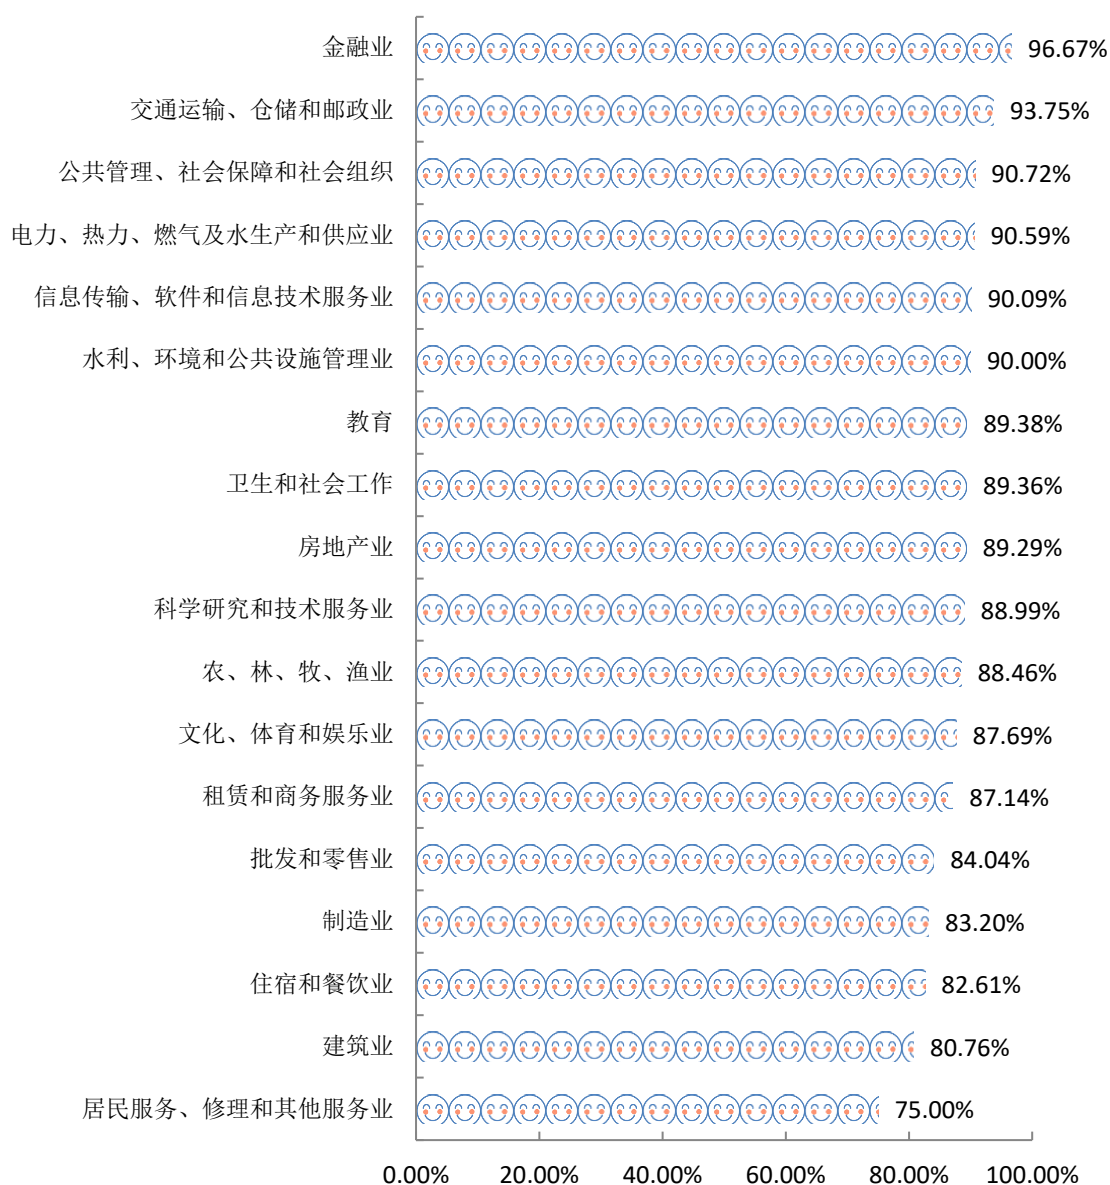 金融业 96.67%
交通运输、仓储和邮政业 93.75%
公共管理、社会保障和社会组织 90.72%
电力、热力、燃气及水生产和供应业 90.59%
信息传输、软件和信息技术服务业 90.09%
水利、环境和公共设施管理业 90.00%
教育 89.38%
卫生和社会工作 89.36%
房地产业 89.29%
科学研究和技术服务业 88.99%
农、林、牧、渔业 88.46%
文化、体育和娱乐业 87.69%
租赁和商务服务业 87.14%
批发和零售业 84.04%
制造业 83.20%
住宿和餐饮业 82.61%
建筑业 80.76%
居民服务、修理和其他服务业 75.00%
0.00% 20.00% 40.00% 60.00% 80.00% 100.00%